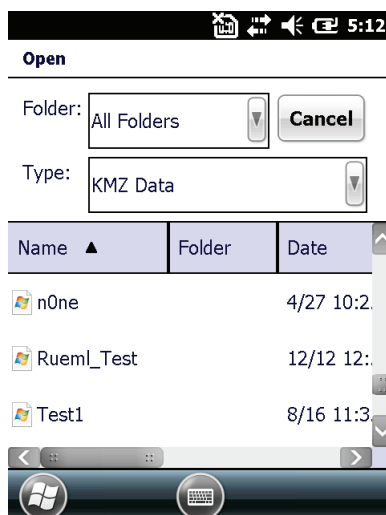 5:12
Open
Folder: All Folders Cancel
Type: KMZ Data
Name Folder Date
n0ne 4/27 10:2.
Rueml_Test 12/12 12:.
Test1 8/16 11:3.